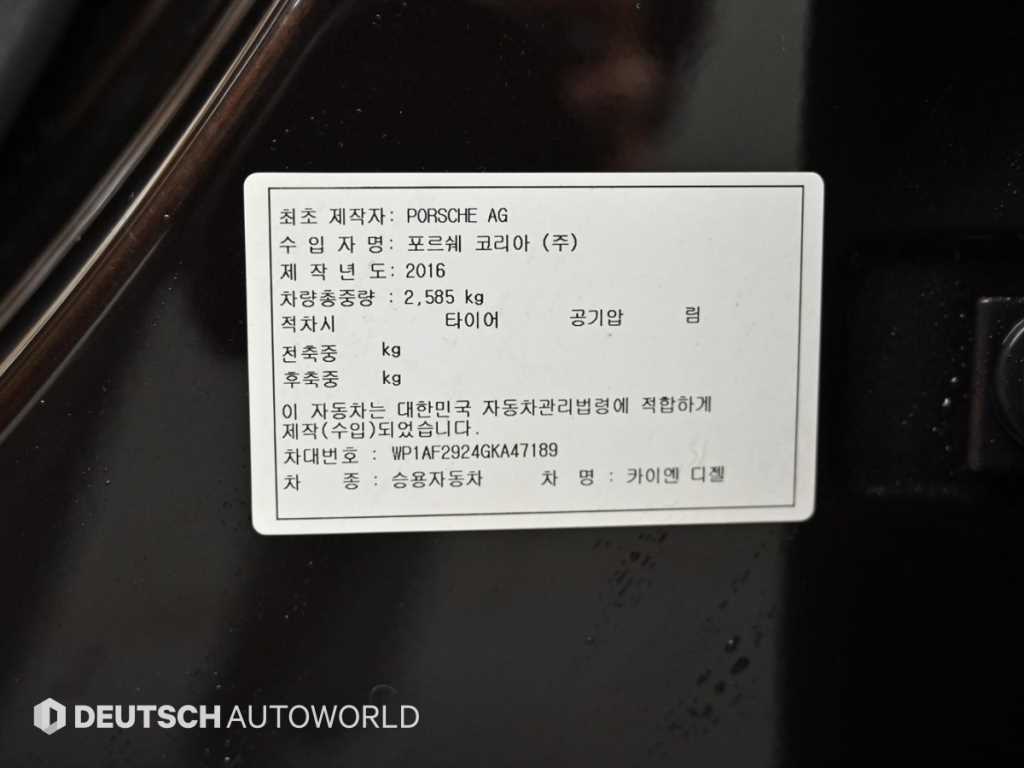 최초 제작자: PORSCHE AG
수 입 자 명: 포르쉐 코리아 (주)
제 작 년 도: 2016
차량총중량 : 2,585 kg
적차시 타이어 공기압 림
전축중 kg
후축중 kg
이 자동차는 대한민국 자동차관리법령에 적합하게
제작(수입)되었습니다.
차대번호 : WP1AF2924GKA47189
차 종 : 승용자동차 차 명 : 카이엔 디젤
DEUTSCH AUTOWORLD